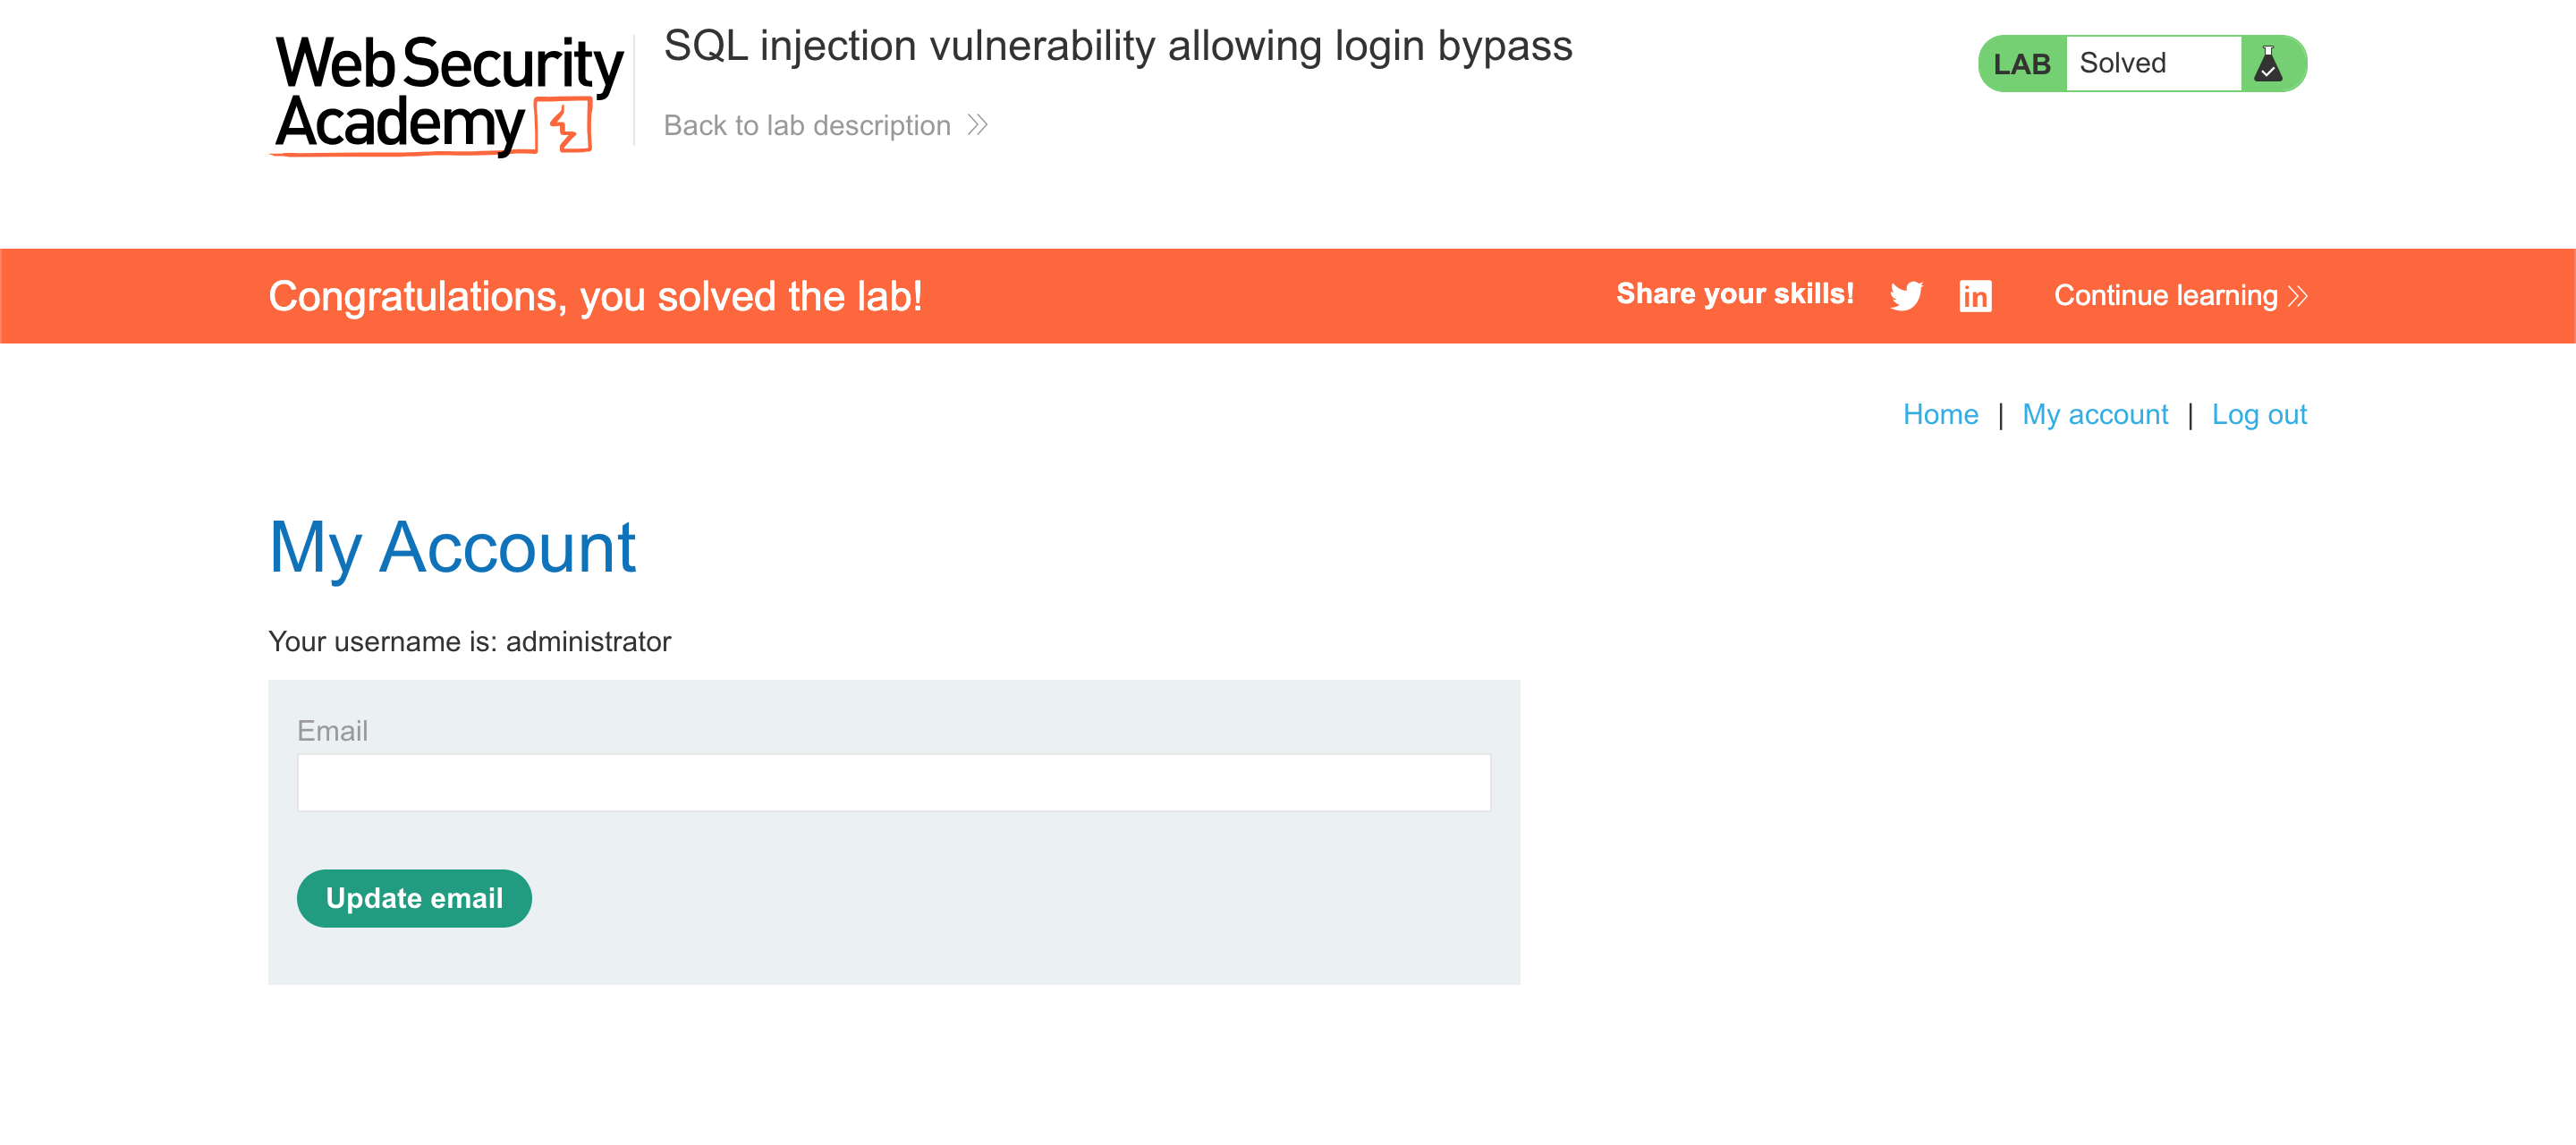 Web Security
Academy
SQL injection vulnerability allowing login bypass
Back to lab description
LAB Solved
Congratulations, you solved the lab!
Share your skills!
Continue learning
Home | My account | Log out
My Account
Your username is: administrator
Email
Update email